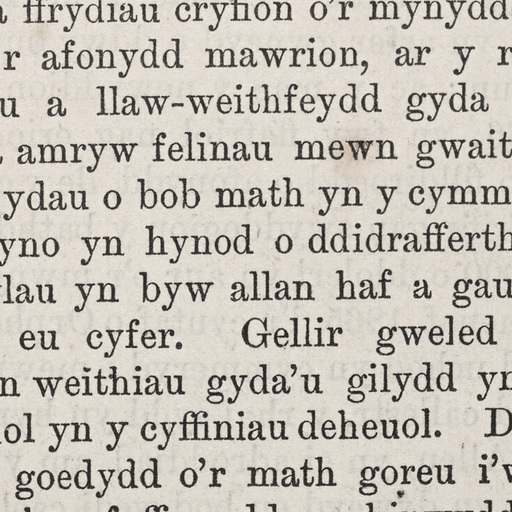 ffrydiau cryfion o'r mynydd
r afonydd mawrion, ar y r
u a llaw-weithfeydd gyda
amryw felinau mewn gwait
ydau o bob math yn y cymm
yno yn hynod o ddidrafferth
lau yn byw allan haf a gau
eu cyfer. Gellir gweled
n weithiau gyda'u gilydd yn
ol yn y cyffiniau deheuol. D
goedydd o'r math goreu i'w